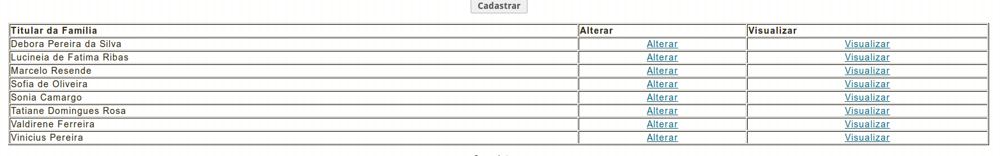 Cadastrar
Titular da Família Alterar Visualizar
Debora Pereira da Silva Alterar Visualizar
Lucineia de Fatima Ribas Alterar Visualizar
Marcelo Resende Alterar Visualizar
Sofia de Oliveira Alterar Visualizar
Sonia Camargo Alterar Visualizar
Tatiane Domingues Rosa Alterar Visualizar
Valdirene Ferreira Alterar Visualizar
Vinicius Pereira Alterar Visualizar